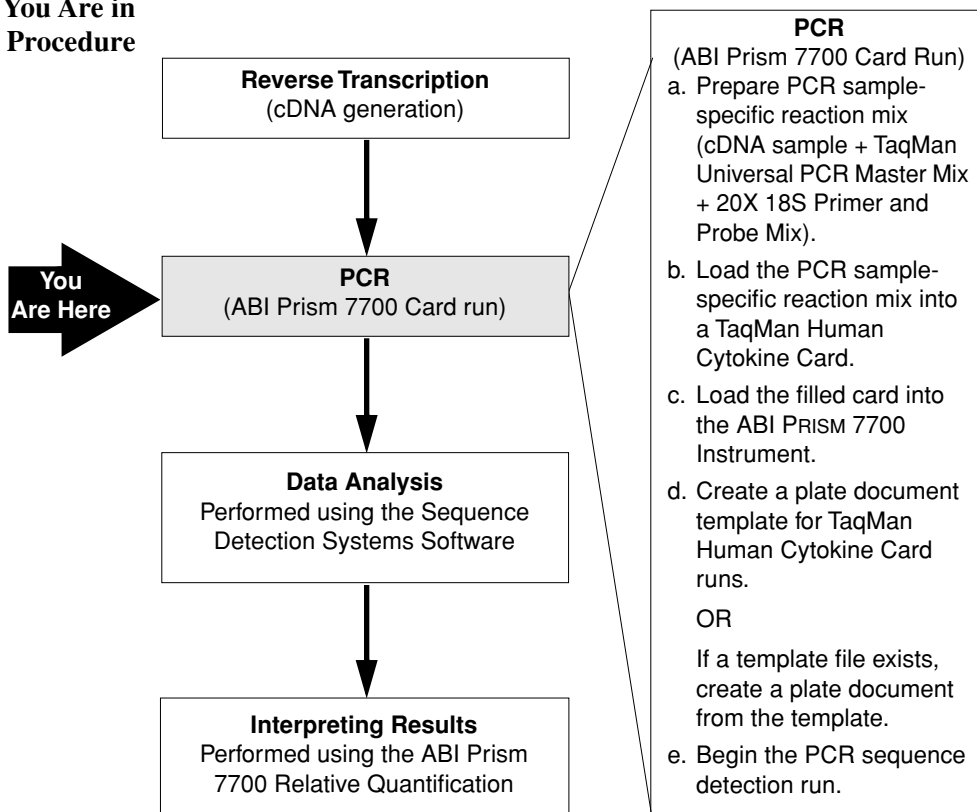 You Are in
Procedure
Reverse Transcription
(cDNA generation)
You
Are Here
PCR
(ABI Prism 7700 Card run)
Data Analysis
Performed using the Sequence
Detection Systems Software
Interpreting Results
Performed using the ABI Prism
7700 Relative Quantification
PCR
(ABI Prism 7700 Card Run)
a. Prepare PCR sample-
specific reaction mix
(cDNA sample + TaqMan
Universal PCR Master Mix
+ 20X 18S Primer and
Probe Mix).
b. Load the PCR sample-
specific reaction mix into
a TaqMan Human
Cytokine Card.
c. Load the filled card into
the ABI PRISM 7700
Instrument.
d. Create a plate document
template for TaqMan
Human Cytokine Card
runs.
OR
If a template file exists,
create a plate document
from the template.
e. Begin the PCR sequence
detection run.